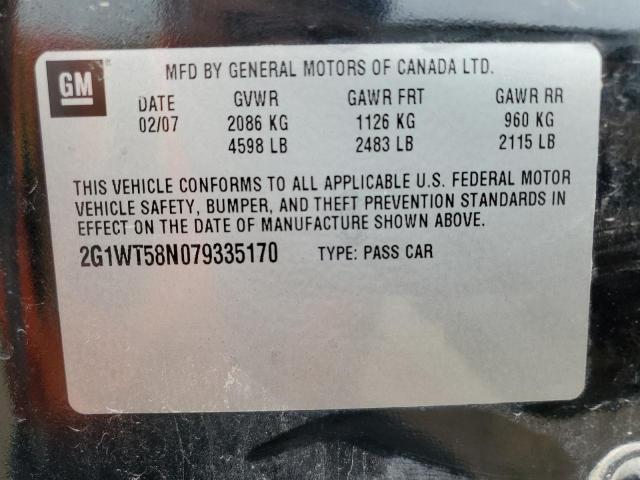 GM
MFD BY GENERAL MOTORS OF CANADA LTD.
DATE GVWR GAWR FRT GAWR RR
02/07 2086 KG 1126 KG 960 KG
4598 LB 2483 LB 2115 LB
THIS VEHICLE CONFORMS TO ALL APPLICABLE U.S. FEDERAL MOTOR
VEHICLE SAFETY, BUMPER, AND THEFT PREVENTION STANDARDS IN
EFFECT ON THE DATE OF MANUFACTURE SHOWN ABOVE.
2G1WT58N079335170 TYPE: PASS CAR